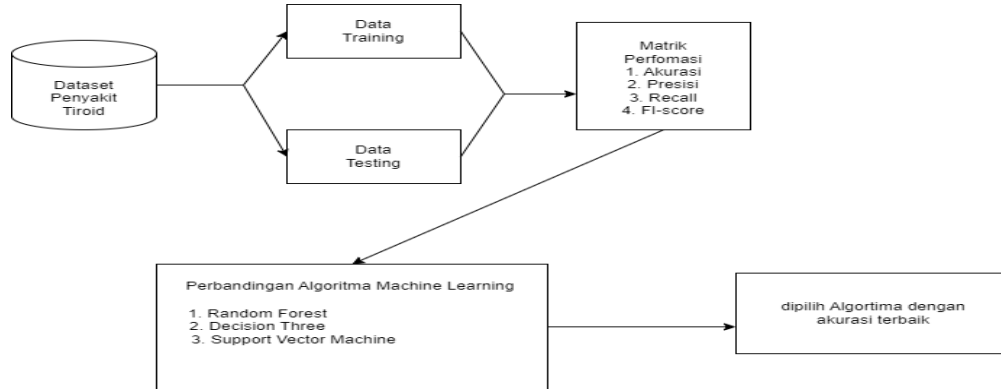 Dataset
Penyakit
Tiroid
Data
Training
Data
Testing
Matrik
Perfomasi
1. Akurasi
2. Presisi
3. Recall
4. FI-score
Perbandingan Algoritma Machine Learning
1. Random Forest
2. Decision Three
3. Support Vector Machine
dipilih Algortima dengan
akurasi terbaik